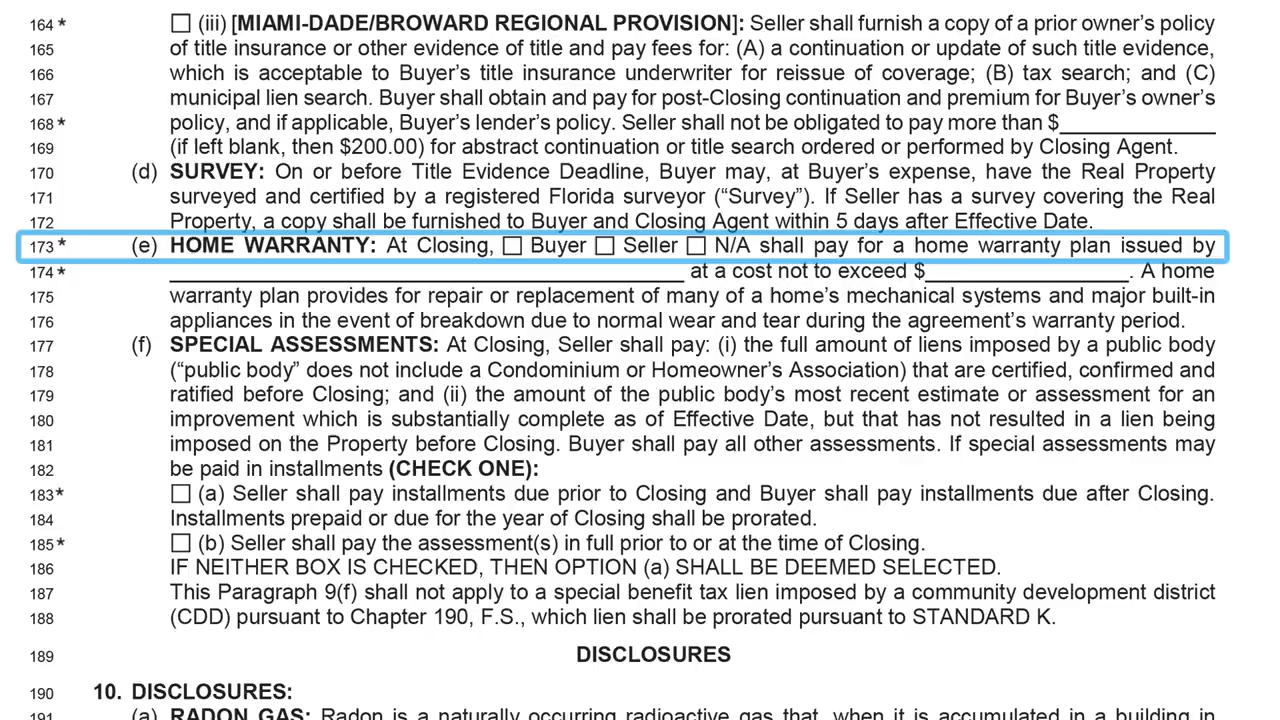 164 * ☐ (iii) [MIAMI-DADE/BROWARD REGIONAL PROVISION]: Seller shall furnish a copy of a prior owner's policy
165 of title insurance or other evidence of title and pay fees for: (A) a continuation or update of such title evidence,
166 which is acceptable to Buyer's title insurance underwriter for reissue of coverage; (B) tax search; and (C)
167 municipal lien search. Buyer shall obtain and pay for post-Closing continuation and premium for Buyer's owner's
168 * policy, and if applicable, Buyer's lender's policy. Seller shall not be obligated to pay more than $____________
169 (if left blank, then $200.00) for abstract continuation or title search ordered or performed by Closing Agent.
170 (d) SURVEY: On or before Title Evidence Deadline, Buyer may, at Buyer's expense, have the Real Property
171 surveyed and certified by a registered Florida surveyor ("Survey"). If Seller has a survey covering the Real
172 Property, a copy shall be furnished to Buyer and Closing Agent within 5 days after Effective Date.
173 * (e) HOME WARRANTY: At Closing, ☐ Buyer ☐ Seller ☐ N/A shall pay for a home warranty plan issued by
174 * ____________________________________________ at a cost not to exceed $_________________. A home
175 warranty plan provides for repair or replacement of many of a home's mechanical systems and major built-in
176 appliances in the event of breakdown due to normal wear and tear during the agreement's warranty period.
177 (f) SPECIAL ASSESSMENTS: At Closing, Seller shall pay: (i) the full amount of liens imposed by a public body
178 ("public body" does not include a Condominium or Homeowner's Association) that are certified, confirmed and
179 ratified before Closing; and (ii) the amount of the public body's most recent estimate or assessment for an
180 improvement which is substantially complete as of Effective Date, but that has not resulted in a lien being
181 imposed on the Property before Closing. Buyer shall pay all other assessments. If special assessments may
182 be paid in installments (CHECK ONE):
183 * ☐ (a) Seller shall pay installments due prior to Closing and Buyer shall pay installments due after Closing.
184 Installments prepaid or due for the year of Closing shall be prorated.
185 * ☐ (b) Seller shall pay the assessment(s) in full prior to or at the time of Closing.
186 IF NEITHER BOX IS CHECKED, THEN OPTION (a) SHALL BE DEEMED SELECTED.
187 This Paragraph 9(f) shall not apply to a special benefit tax lien imposed by a community development district
188 (CDD) pursuant to Chapter 190, F.S., which lien shall be prorated pursuant to STANDARD K.
189 DISCLOSURES
190 10. DISCLOSURES:
191 (a) RADON GAS: Radon is a naturally occurring radioactive gas that, when it is accumulated in a building in